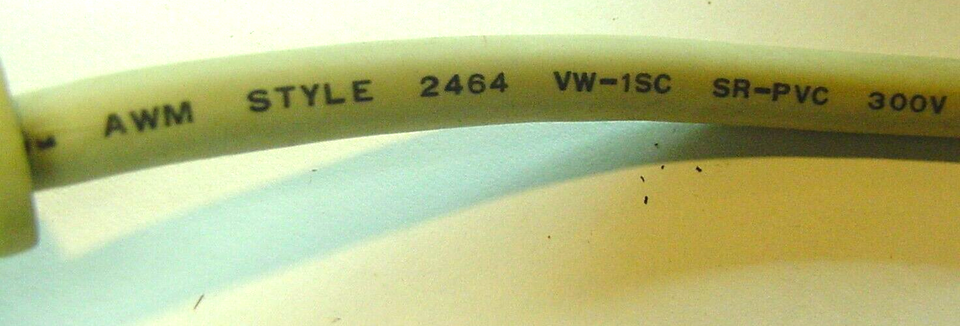 AWM STYLE 2464 VW-1SC SR-PVC 300V